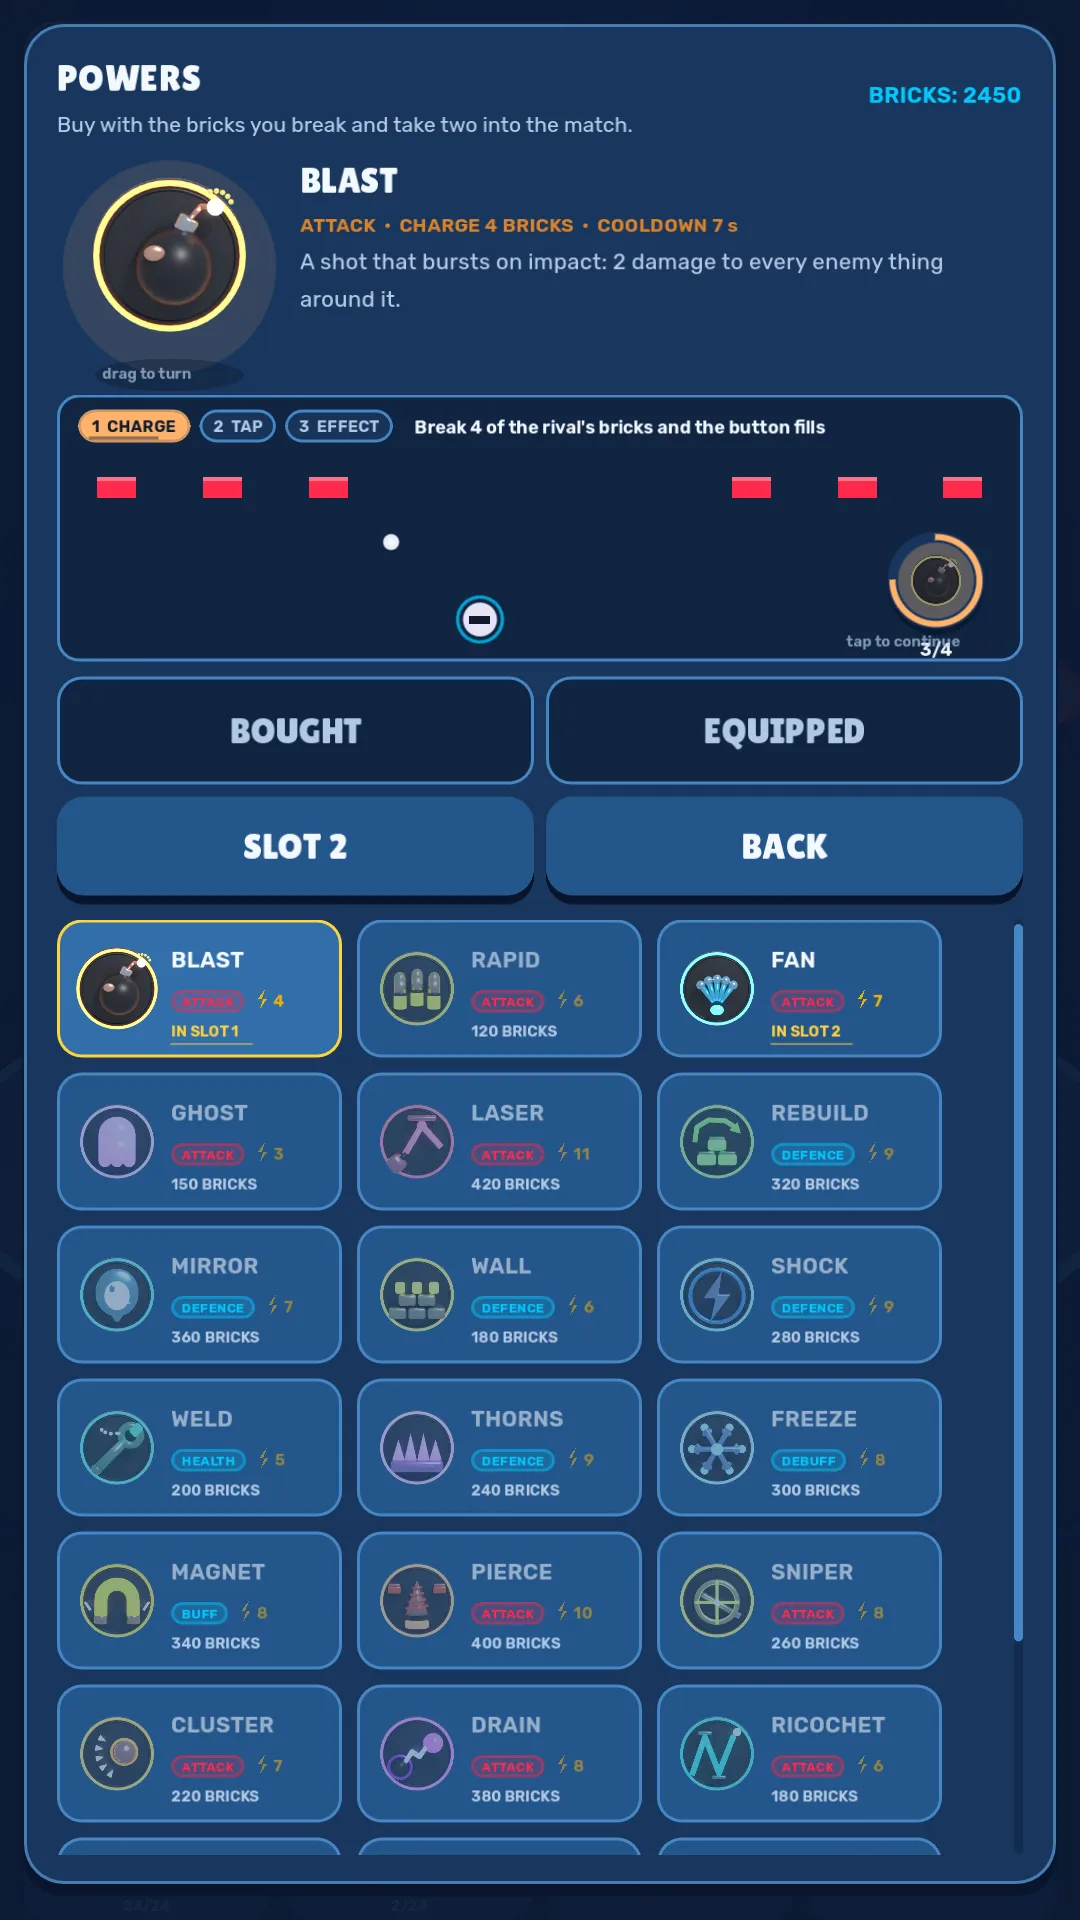 POWERS
BRICKS: 2450
Buy with the bricks you break and take two into the match.
BLAST
ATTACK · CHARGE 4 BRICKS · COOLDOWN 7 s
A shot that bursts on impact: 2 damage to every enemy thing
around it.
drag to turn
1 CHARGE
2 TAP
3 EFFECT
Break 4 of the rival's bricks and the button fills
tap to continue
3/4
BOUGHT
EQUIPPED
SLOT 2
BACK
BLAST
ATTACK 4
IN SLOT 1
RAPID
ATTACK 6
120 BRICKS
FAN
ATTACK 7
IN SLOT 2
GHOST
ATTACK 3
150 BRICKS
LASER
ATTACK 11
420 BRICKS
REBUILD
DEFENCE 9
320 BRICKS
MIRROR
DEFENCE 7
360 BRICKS
WALL
DEFENCE 6
180 BRICKS
SHOCK
DEFENCE 9
280 BRICKS
WELD
HEALTH 5
200 BRICKS
THORNS
DEFENCE 9
240 BRICKS
FREEZE
DEBUFF 8
300 BRICKS
MAGNET
BUFF 8
340 BRICKS
PIERCE
ATTACK 10
400 BRICKS
SNIPER
ATTACK 8
260 BRICKS
CLUSTER
ATTACK 7
220 BRICKS
DRAIN
ATTACK 8
380 BRICKS
RICOCHET
ATTACK 6
180 BRICKS